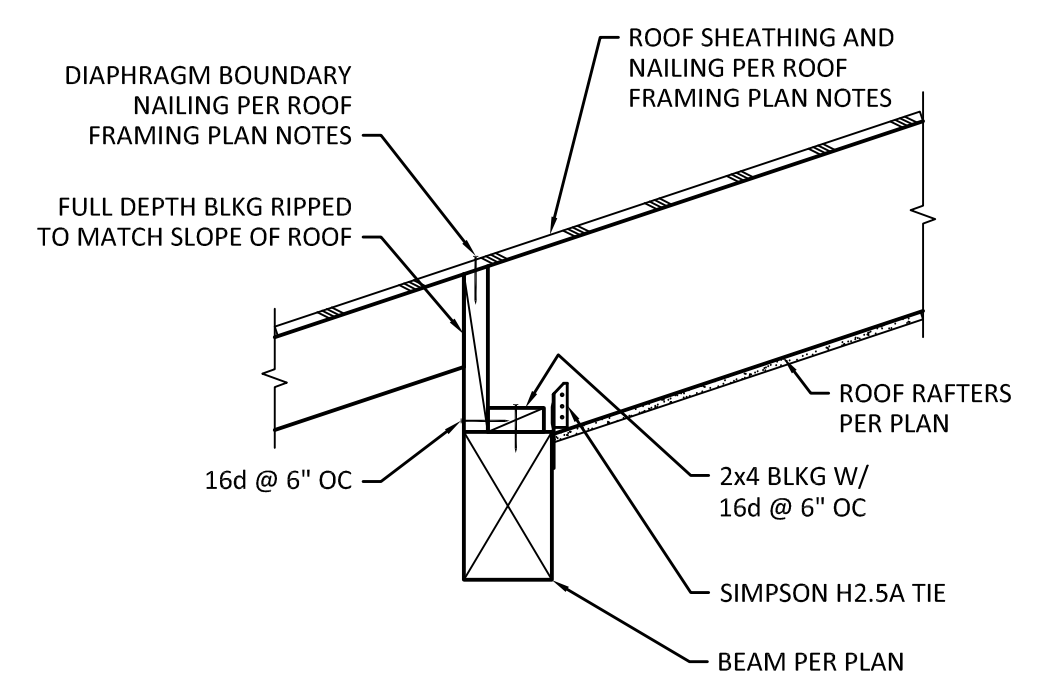 ROOF SHEATHING AND
NAILING PER ROOF
FRAMING PLAN NOTES
DIAPHRAGM BOUNDARY
NAILING PER ROOF
FRAMING PLAN NOTES
FULL DEPTH BLKG RIPPED
TO MATCH SLOPE OF ROOF
ROOF RAFTERS
PER PLAN
16d @ 6" OC
2x4 BLKG W/
16d @ 6" OC
SIMPSON H2.5A TIE
BEAM PER PLAN